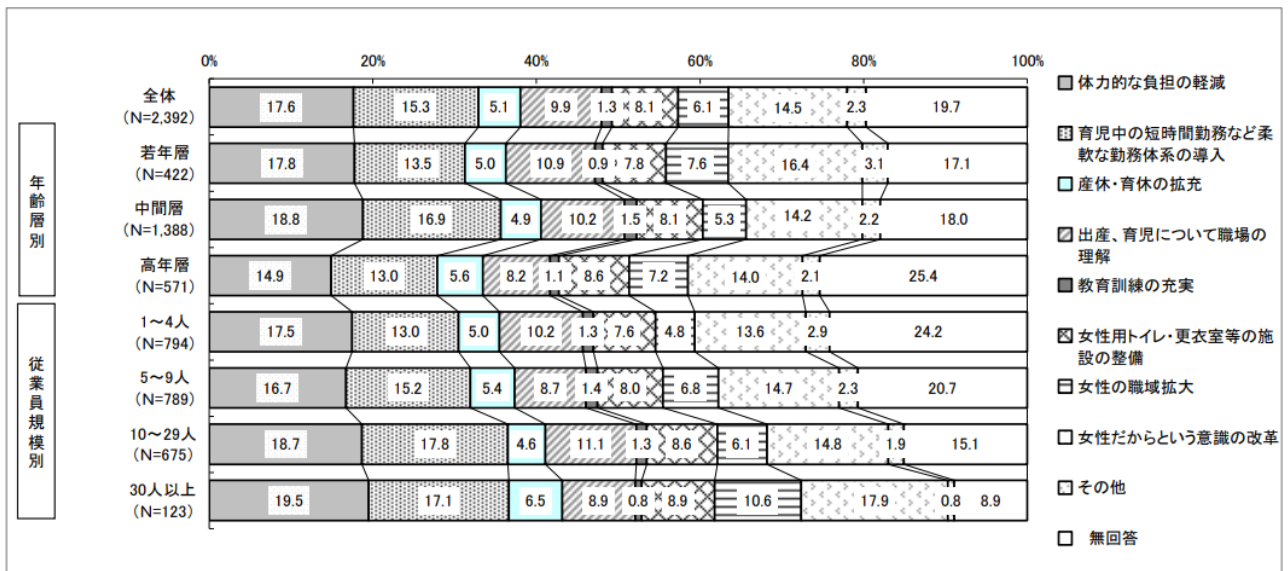 0% 20% 40% 60% 80% 100%
全体
(N=2,392)
17.6 15.3 5.1 9.9 1.3 8.1 6.1 14.5 2.3 19.7
年齢層別
若年層
(N=422)
17.8 13.5 5.0 10.9 0.9 7.8 7.6 16.4 3.1 17.1
中間層
(N=1,388)
18.8 16.9 4.9 10.2 1.5 8.1 5.3 14.2 2.2 18.0
高年層
(N=571)
14.9 13.0 5.6 8.2 1.1 8.6 7.2 14.0 2.1 25.4
従業員規模別
1~4人
(N=794)
17.5 13.0 5.0 10.2 1.3 7.6 4.8 13.6 2.9 24.2
5~9人
(N=789)
16.7 15.2 5.4 8.7 1.4 8.0 6.8 14.7 2.3 20.7
10~29人
(N=675)
18.7 17.8 4.6 11.1 1.3 8.6 6.1 14.8 1.9 15.1
30人以上
(N=123)
19.5 17.1 6.5 8.9 0.8 8.9 10.6 17.9 0.8 8.9
体力的な負担の軽減
育児中の短時間勤務など柔
軟な勤務体系の導入
産休・育休の拡充
出産、育児について職場の
理解
教育訓練の充実
女性用トイレ・更衣室等の施
設の整備
女性の職域拡大
女性だからという意識の改革
その他
無回答